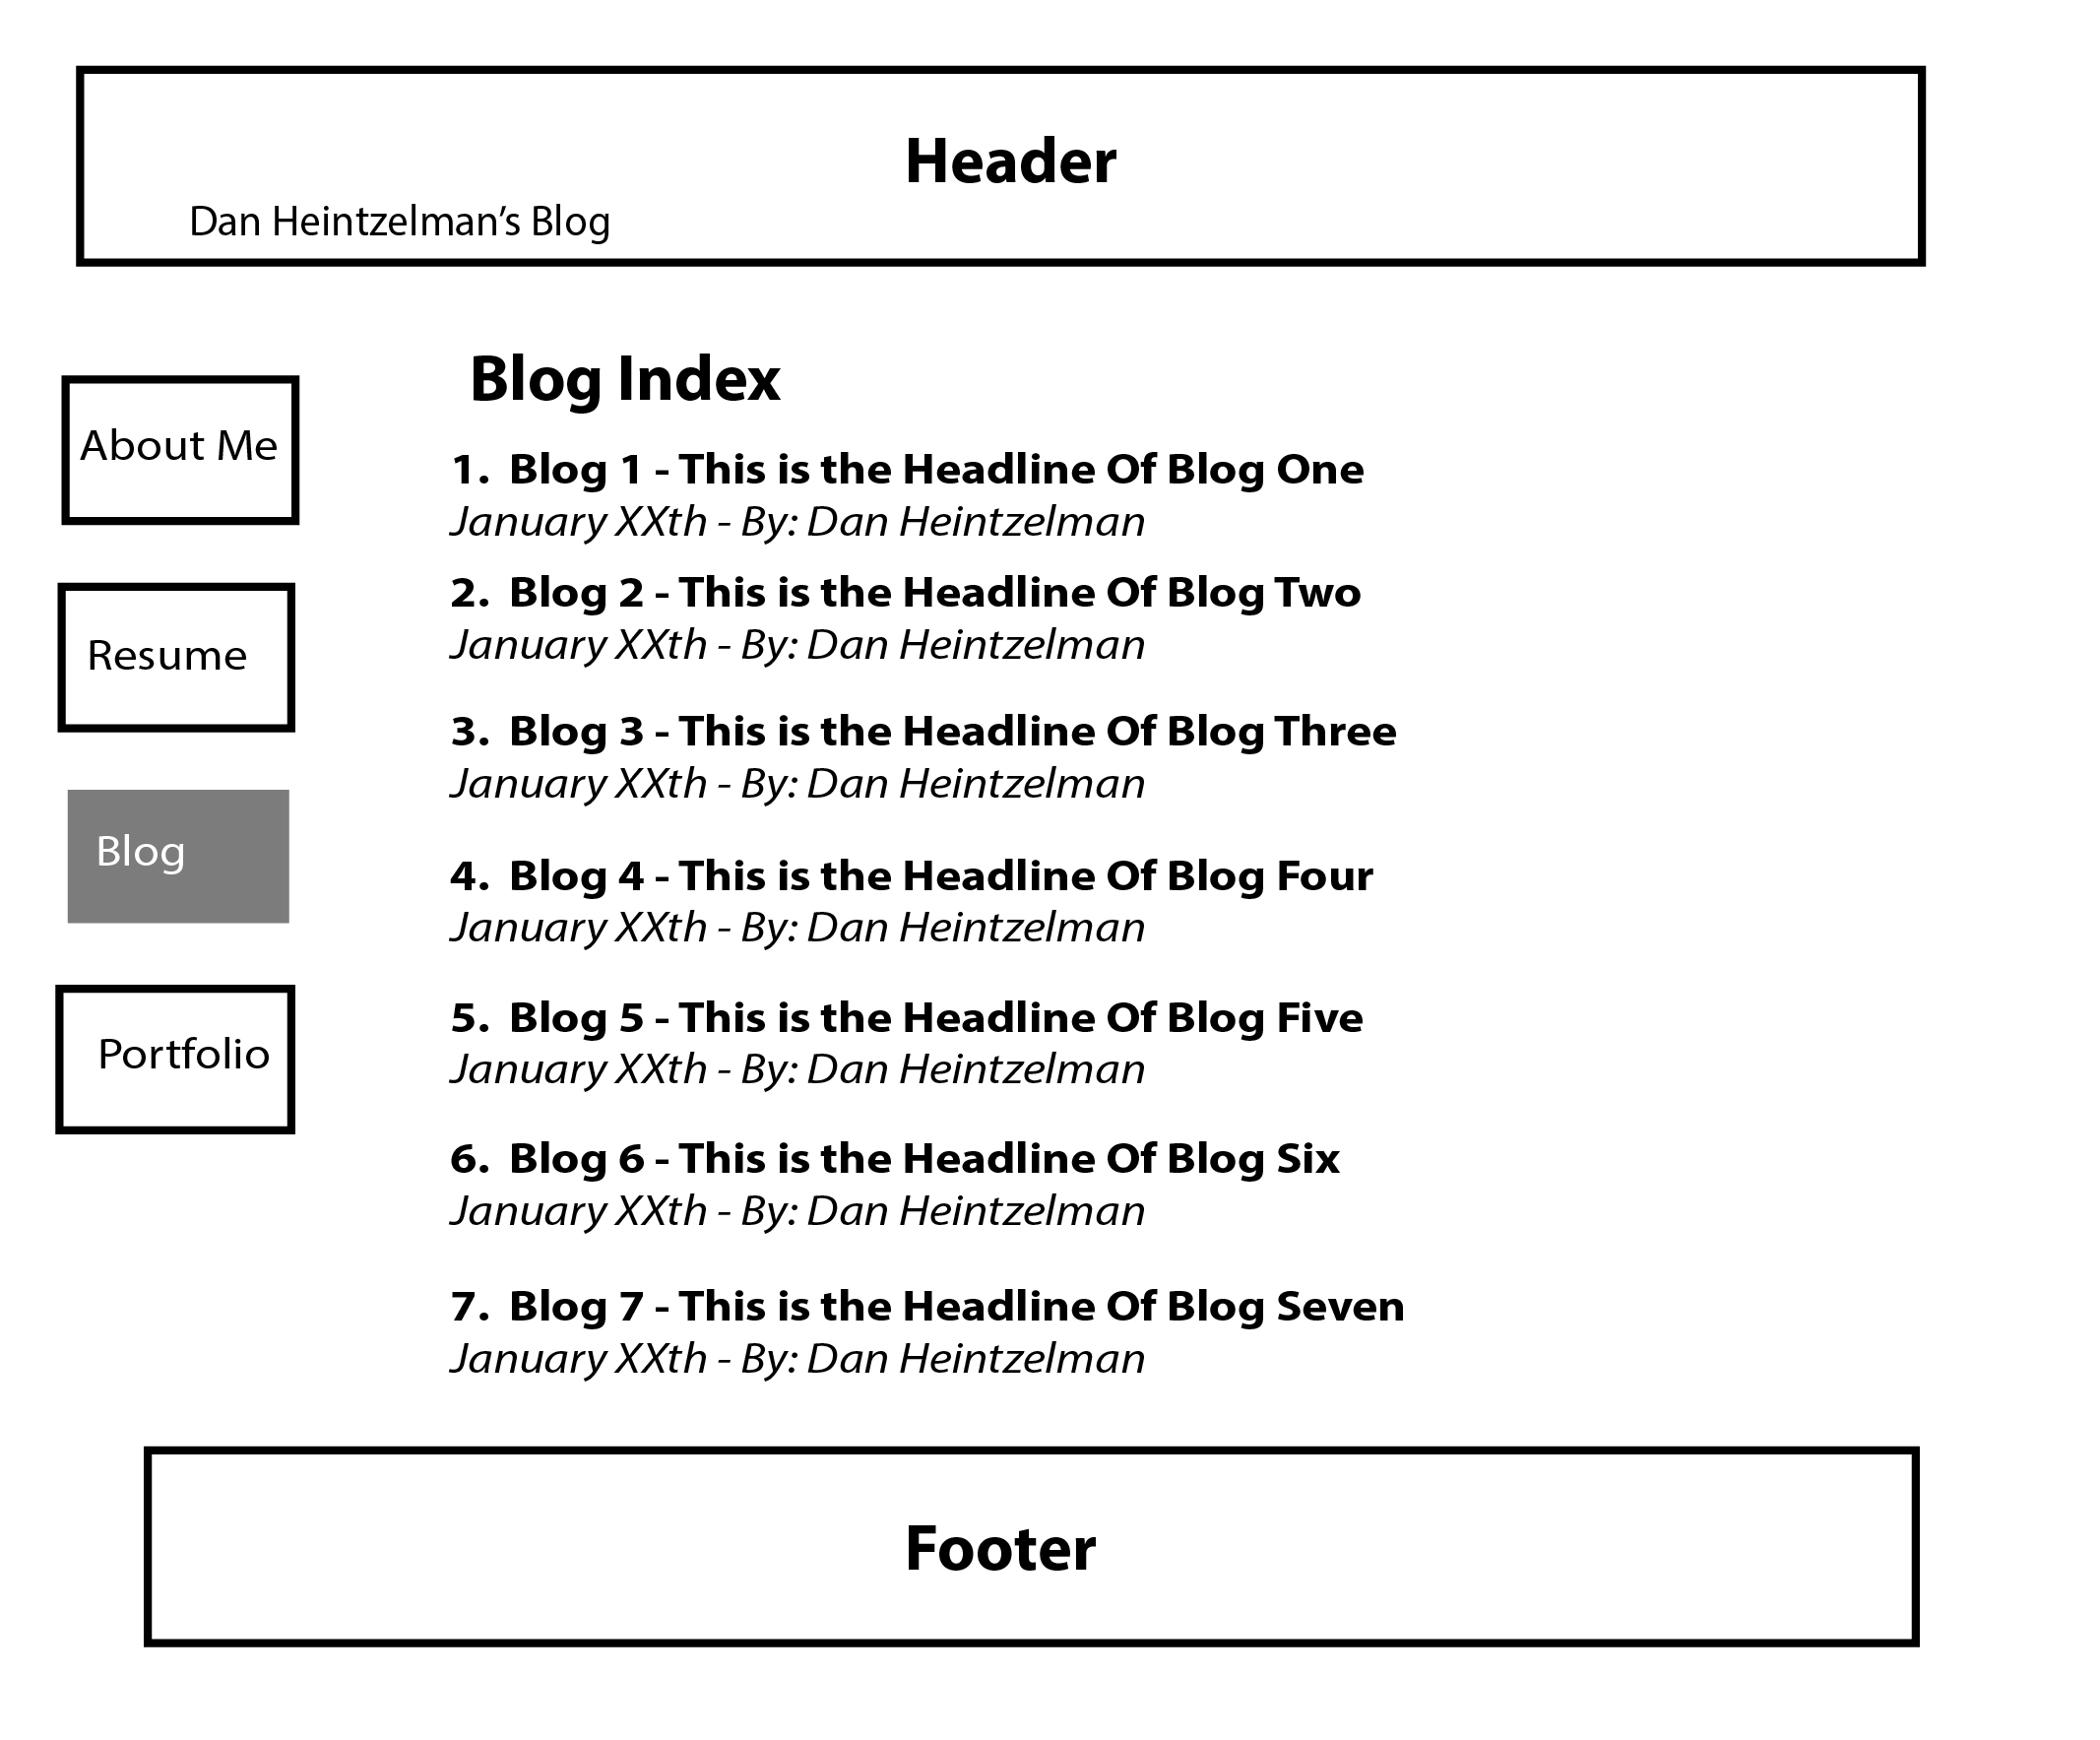 Header
Dan Heintzelman’s Blog
Blog Index
About Me
Resume
Blog
Portfolio
1. Blog 1 - This is the Headline Of Blog One
January XXth - By: Dan Heintzelman
2. Blog 2 - This is the Headline Of Blog Two
January XXth - By: Dan Heintzelman
3. Blog 3 - This is the Headline Of Blog Three
January XXth - By: Dan Heintzelman
4. Blog 4 - This is the Headline Of Blog Four
January XXth - By: Dan Heintzelman
5. Blog 5 - This is the Headline Of Blog Five
January XXth - By: Dan Heintzelman
6. Blog 6 - This is the Headline Of Blog Six
January XXth - By: Dan Heintzelman
7. Blog 7 - This is the Headline Of Blog Seven
January XXth - By: Dan Heintzelman
Footer